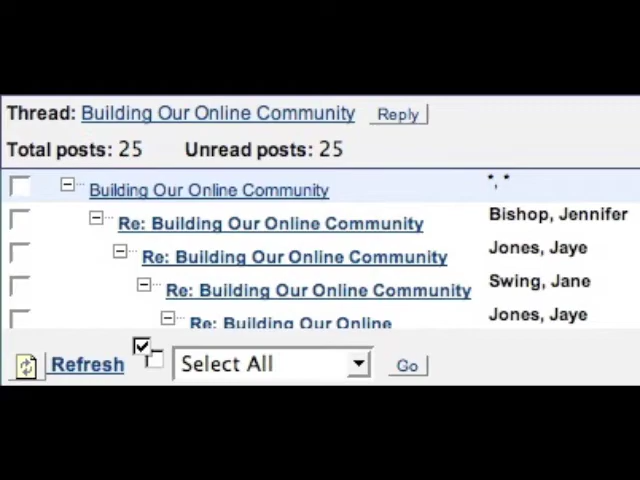 Thread: Building Our Online Community Reply
Total posts: 25 Unread posts: 25
Building Our Online Community *, *
Re: Building Our Online Community Bishop, Jennifer
Re: Building Our Online Community Jones, Jaye
Re: Building Our Online Community Swing, Jane
Re: Building Our Online Jones, Jaye
Refresh Select All Go